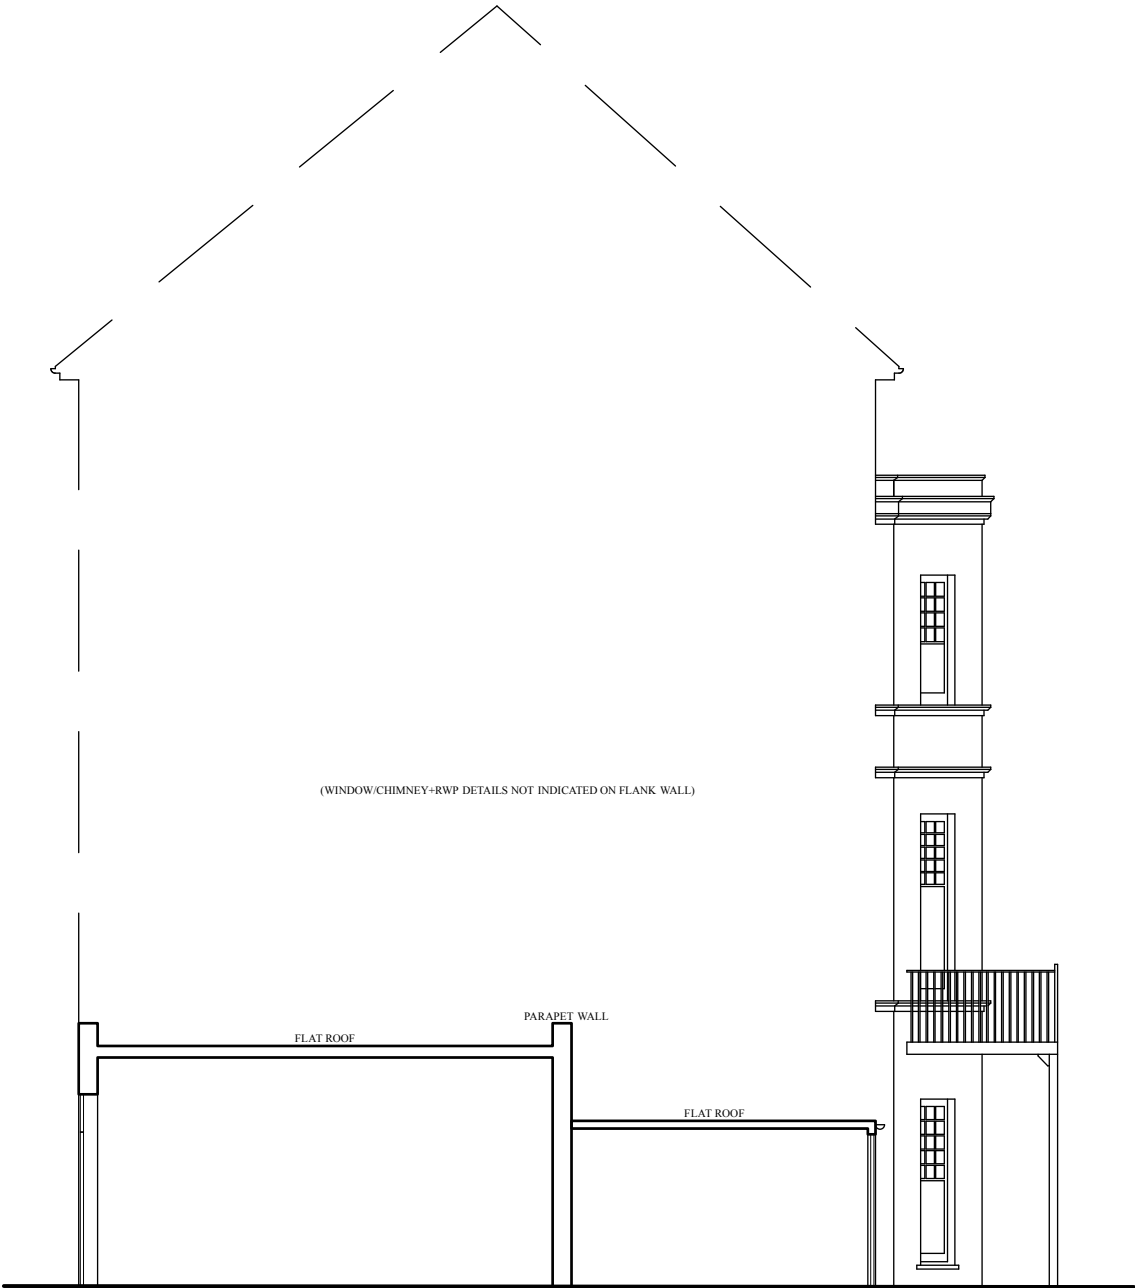 (WINDOW/CHIMNEY+RWP DETAILS NOT INDICATED ON FLANK WALL)
PARAPET WALL
FLAT ROOF
FLAT ROOF